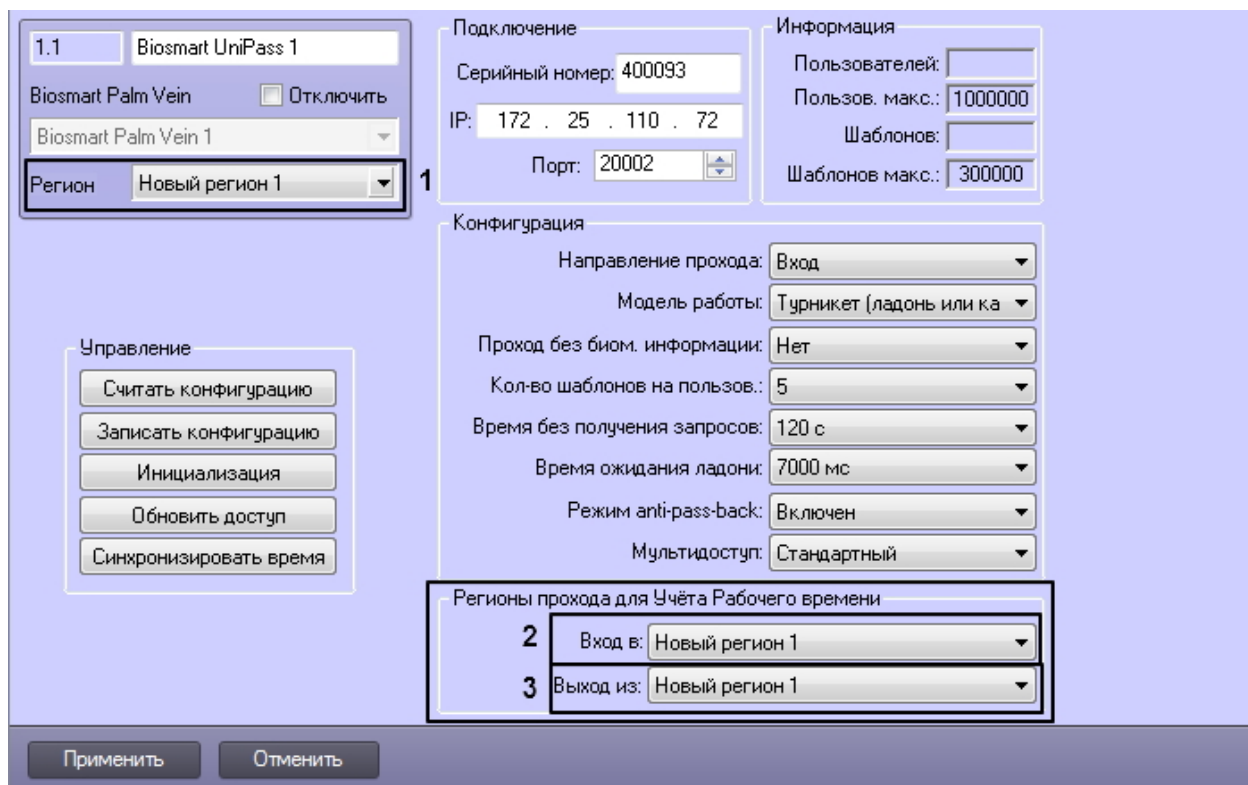 1.1 Biosmart UniPass 1
Biosmart Palm Vein Отключить
Biosmart Palm Vein 1
Регион Новый регион 1
1
Подключение
Серийный номер: 400093
IP: 172 . 25 . 110 . 72
Порт: 20002
Информация
Пользователей:
Пользов. макс.: 1000000
Шаблонов:
Шаблонов макс.: 300000
Конфигурация
Направление прохода: Вход
Модель работы: Турникет (ладонь или ка
Проход без биом. информации: Нет
Кол-во шаблонов на пользов.: 5
Время без получения запросов: 120 с
Время ожидания ладони: 7000 мс
Режим anti-pass-back: Включен
Мультидоступ: Стандартный
Управление
Считать конфигурацию
Записать конфигурацию
Инициализация
Обновить доступ
Синхронизировать время
Регионы прохода для Учёта Рабочего времени
2 Вход в: Новый регион 1
3 Выход из: Новый регион 1
Применить Отменить